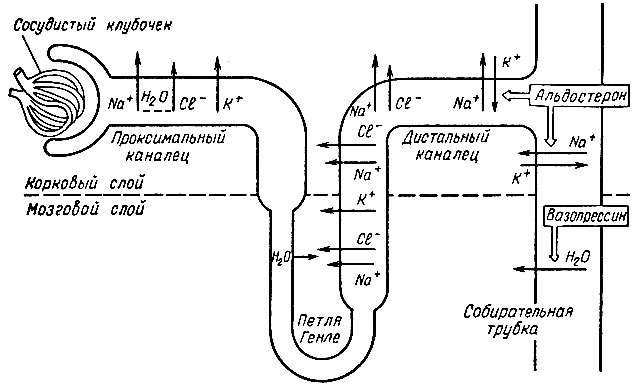 Сосудистый клубочек
Na⁺
H₂O
Cl⁻
K⁺
Проксимальный
каналец
Корковый слой
Мозговой слой
H₂O
Петля
Генле
Na⁺
Cl⁻
Cl⁻
Na⁺
K⁺
Cl⁻
Na⁺
K⁺
Na⁺
Дистальный
каналец
Альдостерон
Na⁺
K⁺
Вазопрессин
H₂O
Собирательная
трубка